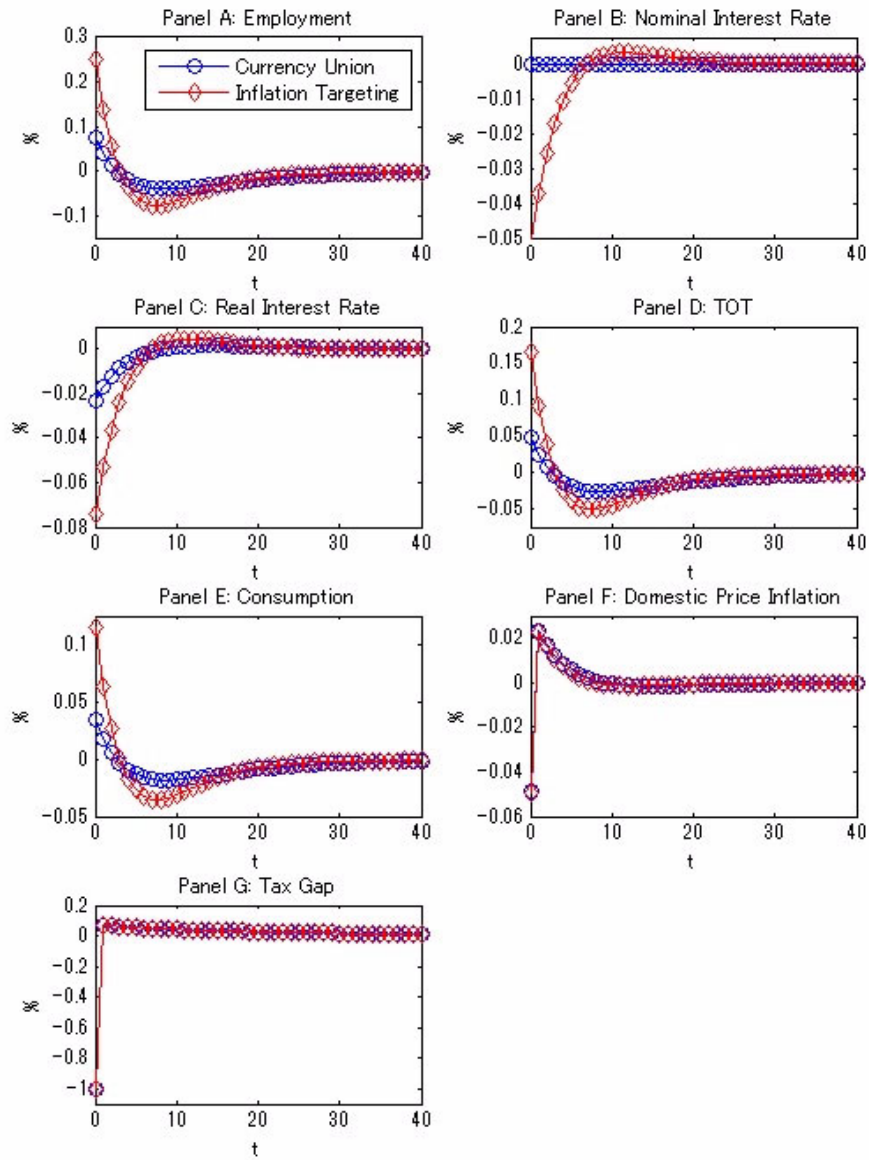 Panel A: Employment
0.3
0.2
0.1
0
-0.1
%
0 10 20 30 40
t
Currency Union
Inflation Targeting
Panel B: Nominal Interest Rate
0
-0.01
-0.02
-0.03
-0.04
-0.05
%
0 10 20 30 40
t
Panel C: Real Interest Rate
0
-0.02
-0.04
-0.06
-0.08
%
0 10 20 30 40
t
Panel D: TOT
0.2
0.15
0.1
0.05
0
-0.05
%
0 10 20 30 40
t
Panel E: Consumption
0.1
0.05
0
-0.05
%
0 10 20 30 40
t
Panel F: Domestic Price Inflation
0.02
0
-0.02
-0.04
-0.06
%
0 10 20 30 40
t
Panel G: Tax Gap
0.2
0
-0.2
-0.4
-0.6
-0.8
-1
%
0 10 20 30 40
t